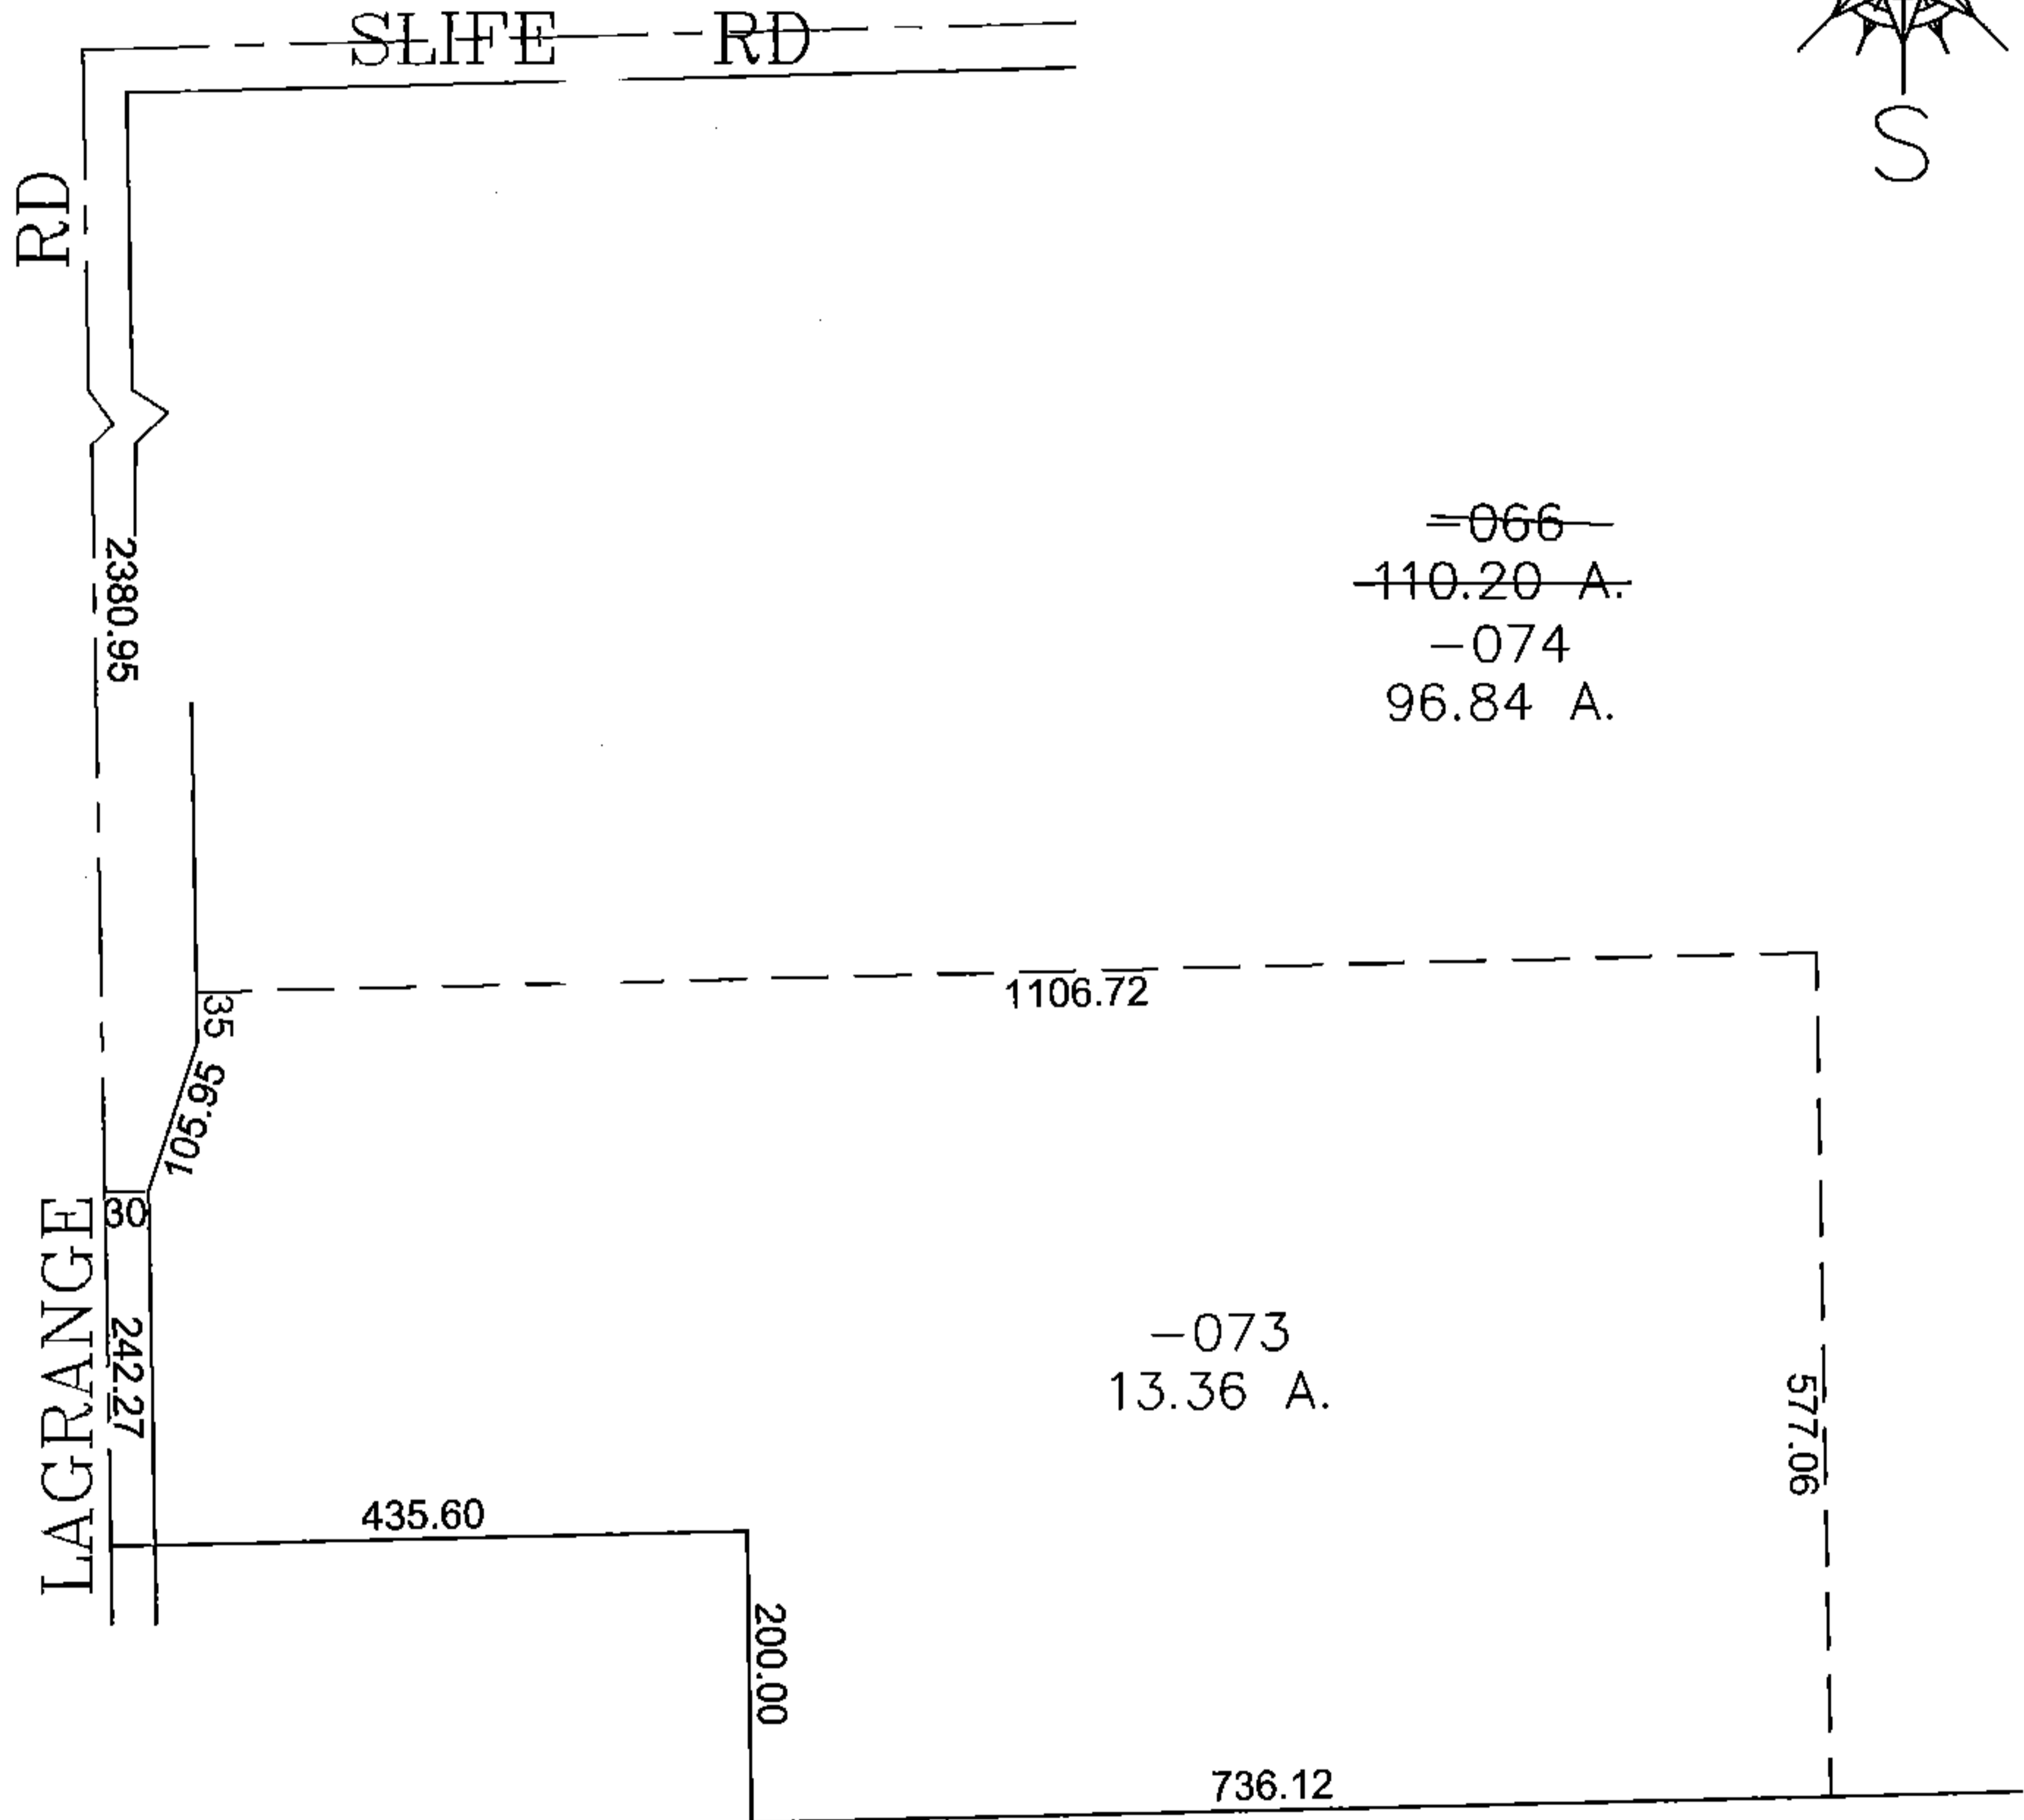 SLIFE RD
S
RD
2380.95
-066
110.20 A.
-074
96.84 A.
1106.72
35
105.95
30
LAGRANGE
242.27
-073
13.36 A.
577.06
435.60
200.00
736.12